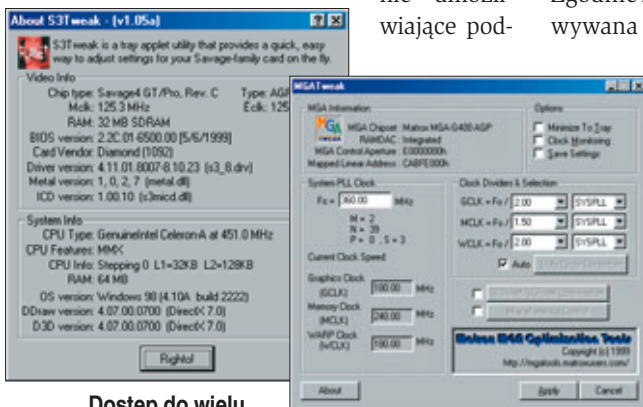 nie umożli-
wiające pod-
wywana
About S3Tweak - [v1.05a]
S3Tweak is a tray applet utility that provides a quick, easy
way to adjust settings for your Savage-family card on the fly.
Video Info
Chip type: Savage4 GT/Pro, Rev. C Type: AGP
Mclk: 125.3 MHz Eclk: 125
RAM: 32 MB SDRAM
BIOS version: 2.2C.01-6500.00 [5/6/1999]
Card Vendor: Diamond (1092)
Driver version: 4.11.01.8007-8.10.23 (s3_8.drv)
Metal version: 1, 0, 2, 7 (metal.dll)
ICD version: 1.00.10 (s3micd.dll)
System Info
CPU Type: GenuineIntel Celeron-A at 451.0 MHz
CPU Features: MMX
CPU Info: Stepping 0 L1=32KB L2=128KB
RAM: 64 MB
OS version: Windows 98 (4.10A build 2222)
DDraw version: 4.07.00.0700 (DirectX 7.0)
D3D version: 4.07.00.0700 (DirectX 7.0)
Righto!
MGATweak
MGA Information
MGA Chipset : Matrox MGA-G400 AGP
RAMDAC : Integrated
MGA Control Aperture : E0000000h
Mapped Linear Address : CABFE000h
Options
Minimize To Tray
Clock Monitoring
Save Settings
System PLL Clock
Fo = 360.00 MHz
M = 2
N = 39
P = 0 , S = 3
Current Clock Speed
Graphics Clock
(GCLK) 180.00 MHz
Memory Clock
(MCLK) 240.00 MHz
WARP Clock
(WCLK) 180.00 MHz
Clock Dividers & Selection
GCLK = Fo / 2.00 SYSPLL
MCLK = Fo / 1.50 SYSPLL
WCLK = Fo / 2.00 SYSPLL
Auto
Matrox MGA Optimization Tools
Copyright (c) 1999
http://mgatools.matroxusers.com/
About
Apply
Cancel
Dostęp do wielu